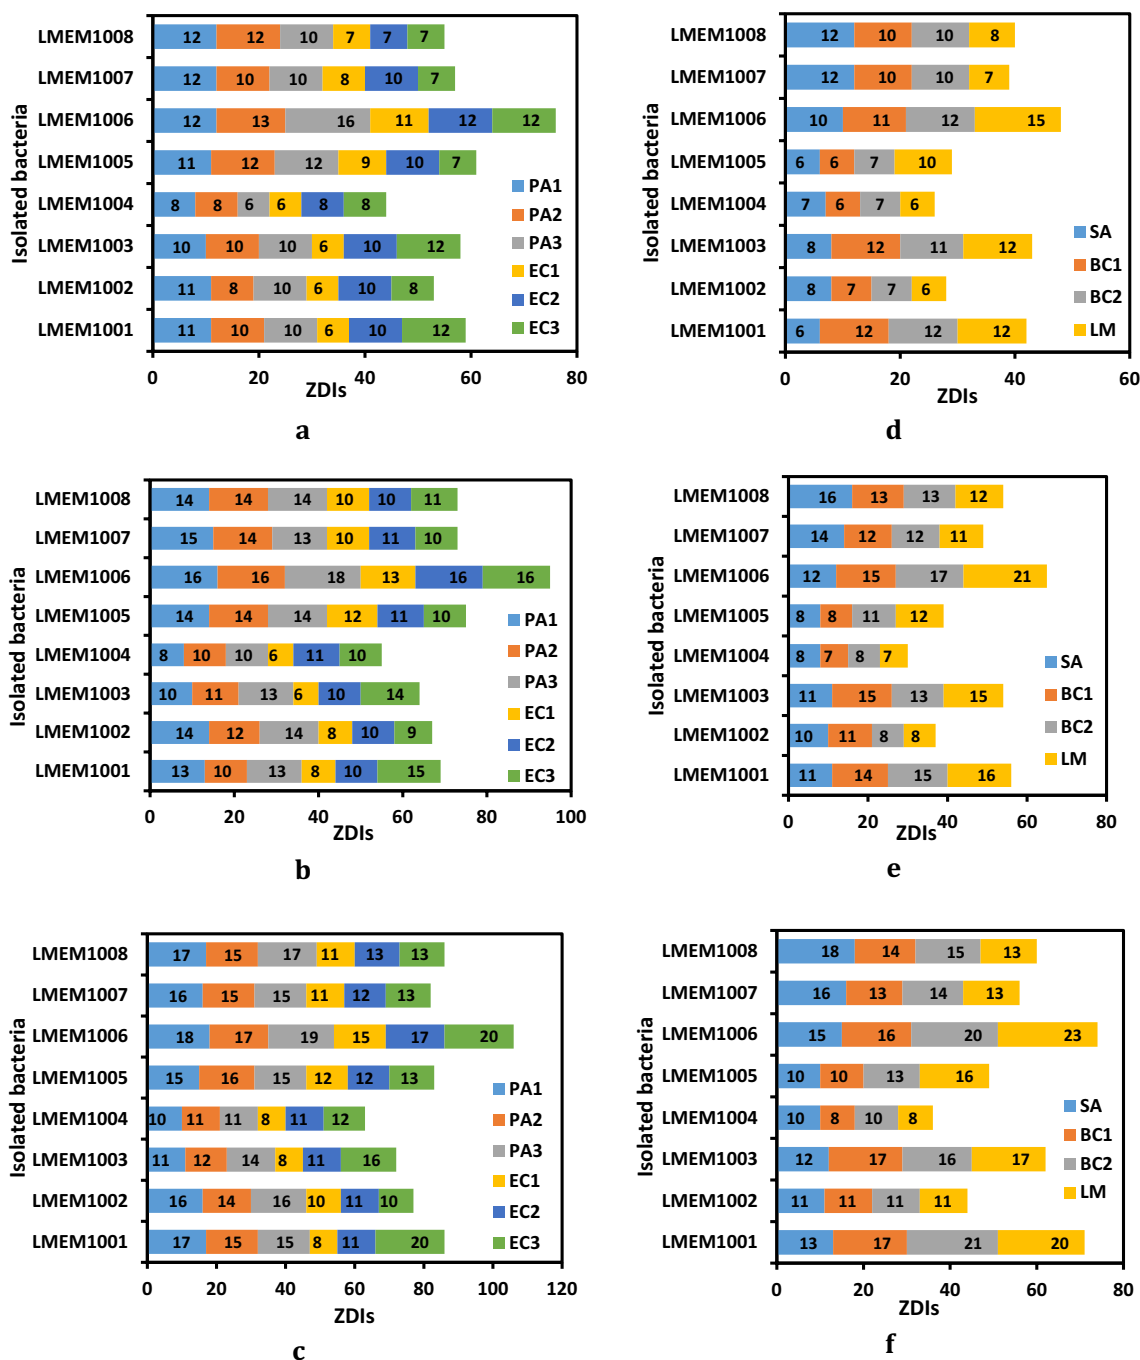 Isolated bacteria
LMEM1008 12 12 10 7 7 7
LMEM1007 12 10 10 8 10 7
LMEM1006 12 13 16 11 12 12
LMEM1005 11 12 12 9 10 7
LMEM1004 8 8 6 6 8 8
LMEM1003 10 10 10 6 10 12
LMEM1002 11 8 10 6 10 8
LMEM1001 11 10 10 6 10 12
PA1
PA2
PA3
EC1
EC2
EC3
0 20 40 60 80
ZDIs
a
Isolated bacteria
LMEM1008 12 10 10 8
LMEM1007 12 10 10 7
LMEM1006 10 11 12 15
LMEM1005 6 6 7 10
LMEM1004 7 6 7 6
LMEM1003 8 12 11 12
LMEM1002 8 7 7 6
LMEM1001 6 12 12 12
SA
BC1
BC2
LM
0 20 40 60
ZDIs
d
Isolated bacteria
LMEM1008 14 14 14 10 10 11
LMEM1007 15 14 13 10 11 10
LMEM1006 16 16 18 13 16 16
LMEM1005 14 14 14 12 11 10
LMEM1004 8 10 10 6 11 10
LMEM1003 10 11 13 6 10 14
LMEM1002 14 12 14 8 10 9
LMEM1001 13 10 13 8 10 15
PA1
PA2
PA3
EC1
EC2
EC3
0 20 40 60 80 100
ZDIs
b
Isolated bacteria
LMEM1008 16 13 13 12
LMEM1007 14 12 12 11
LMEM1006 12 15 17 21
LMEM1005 8 8 11 12
LMEM1004 8 7 8 7
LMEM1003 11 15 13 15
LMEM1002 10 11 8 8
LMEM1001 11 14 15 16
SA
BC1
BC2
LM
0 20 40 60 80
ZDIs
e
Isolated bacteria
LMEM1008 17 15 17 11 13 13
LMEM1007 16 15 15 11 12 13
LMEM1006 18 17 19 15 17 20
LMEM1005 15 16 15 12 12 13
LMEM1004 10 11 11 8 11 12
LMEM1003 11 12 14 8 11 16
LMEM1002 16 14 16 10 11 10
LMEM1001 17 15 15 8 11 20
PA1
PA2
PA3
EC1
EC2
EC3
0 20 40 60 80 100 120
ZDIs
c
Isolated bacteria
LMEM1008 18 14 15 13
LMEM1007 16 13 14 13
LMEM1006 15 16 20 23
LMEM1005 10 10 13 16
LMEM1004 10 8 10 8
LMEM1003 12 17 16 17
LMEM1002 11 11 11 11
LMEM1001 13 17 21 20
SA
BC1
BC2
LM
0 20 40 60 80
ZDIs
f